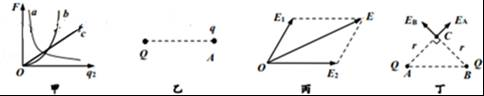 F a b c
O q₂
甲
q
Q A
乙
E₁ E
O E₂
丙
E_B E_A
C
r r
Q A B Q
丁